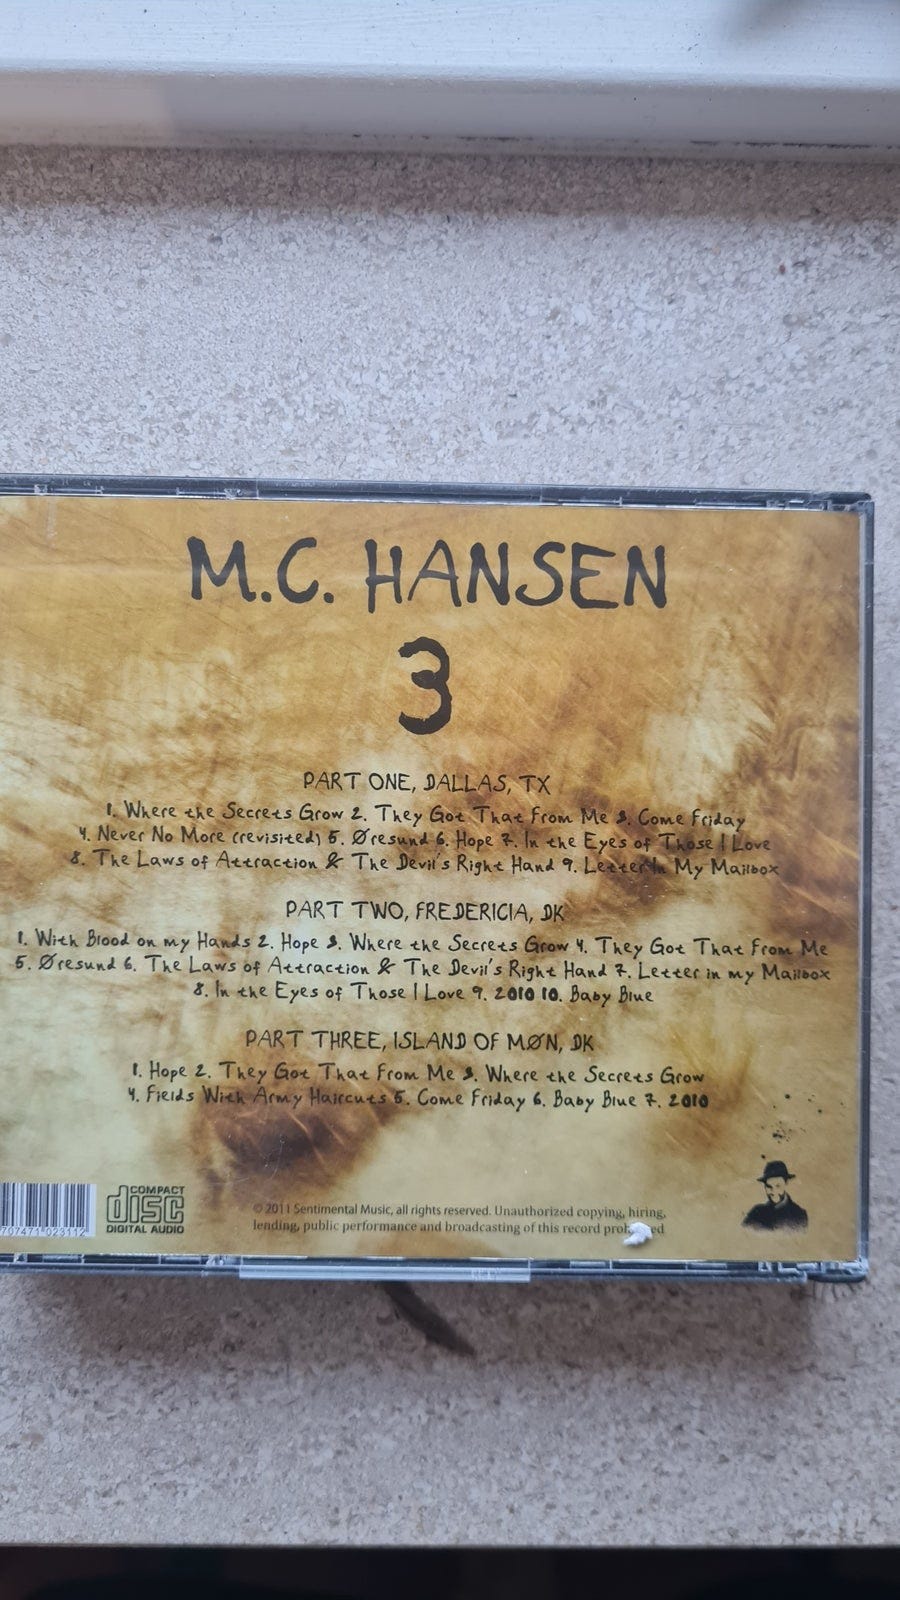 M.C. HANSEN
3
PART ONE, DALLAS, TX
1. Where the Secrets Grow 2. They Got That From Me 3. Come Friday
4. Never No More (revisited) 5. Øresund 6. Hope 7. In the Eyes of Those I Love
8. The Laws of Attraction & The Devil's Right Hand 9. Letter In My Mailbox
PART TWO, FREDERICIA, DK
1. With Blood on my Hands 2. Hope 3. Where the Secrets Grow 4. They Got That From Me
5. Øresund 6. The Laws of Attraction & The Devil's Right Hand 7. Letter in my Mailbox
8. In the Eyes of Those I Love 9. 2010 10. Baby Blue
PART THREE, ISLAND OF MØN, DK
1. Hope 2. They Got That From Me 3. Where the Secrets Grow
4. Fields With Army Haircuts 5. Come Friday 6. Baby Blue 7. 2010
707471 023112
COMPACT
disc
DIGITAL AUDIO
© 2011 Sentimental Music, all rights reserved. Unauthorized copying, hiring,
lending, public performance and broadcasting of this record